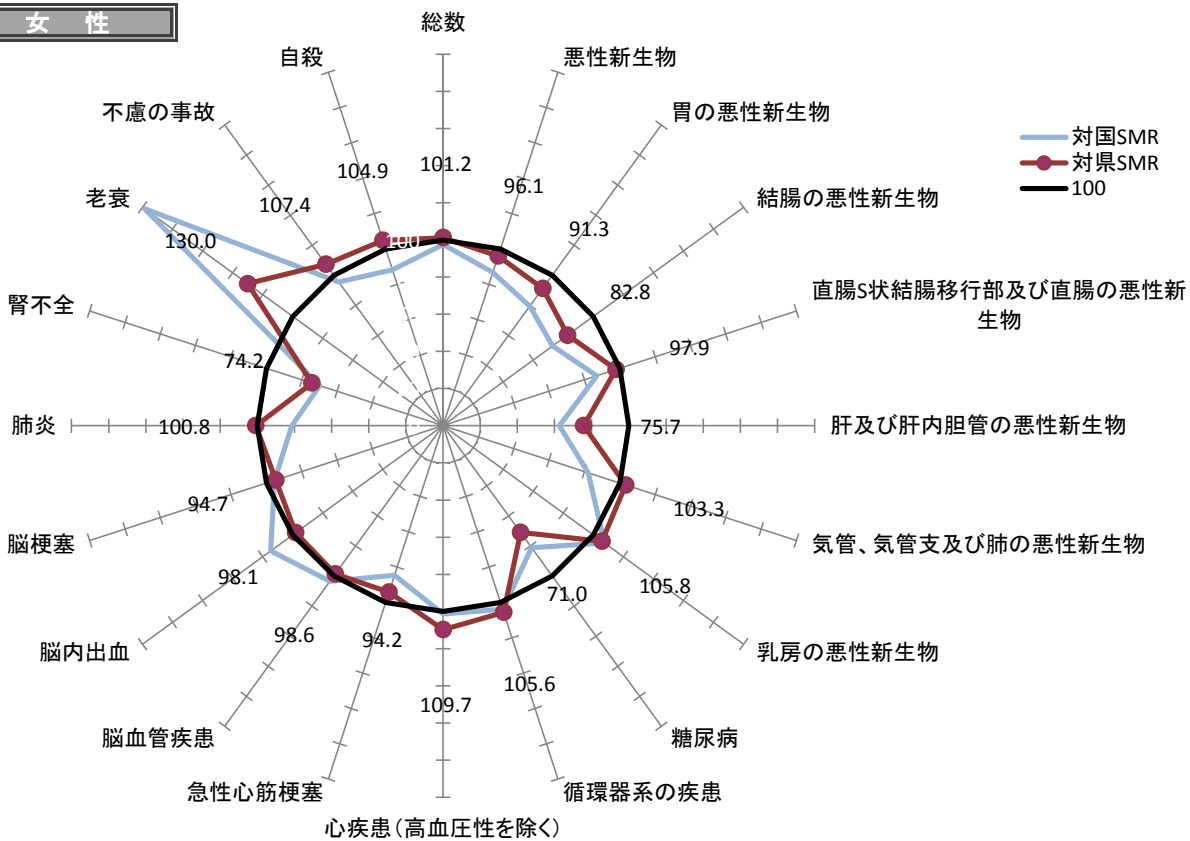 女 性
総数
悪性新生物
胃の悪性新生物
結腸の悪性新生物
直腸S状結腸移行部及び直腸の悪性新
生物
肝及び肝内胆管の悪性新生物
気管、気管支及び肺の悪性新生物
乳房の悪性新生物
糖尿病
循環器系の疾患
心疾患(高血圧性を除く)
急性心筋梗塞
脳血管疾患
脳内出血
脳梗塞
肺炎
腎不全
老衰
不慮の事故
自殺
101.2
96.1
91.3
82.8
97.9
75.7
103.3
105.8
71.0
105.6
109.7
94.2
98.6
98.1
94.7
100.8
74.2
130.0
107.4
104.9
100
対国SMR
対県SMR
100